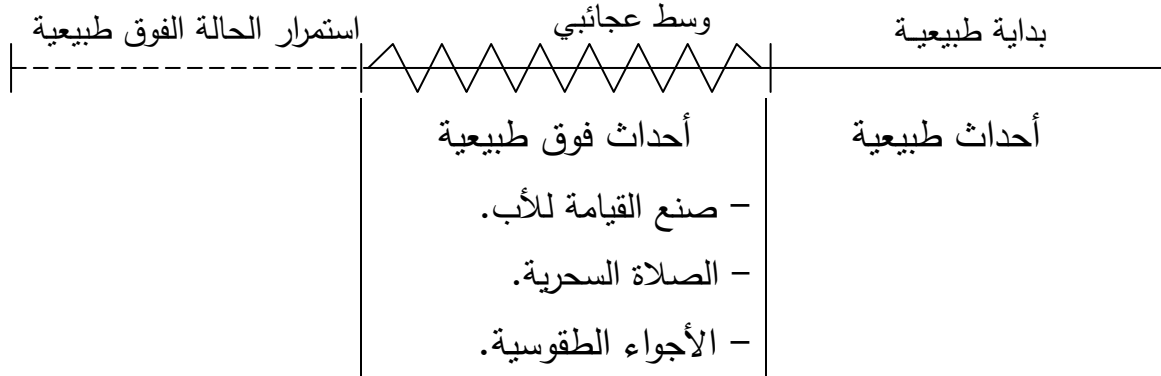 بداية طبيعيـة
وسط عجائبي
استمرار الحالة الفوق طبيعية
أحداث طبيعية
أحداث فوق طبيعية
– صنع القيامة للأب.
– الصلاة السحرية.
– الأجواء الطقوسية.